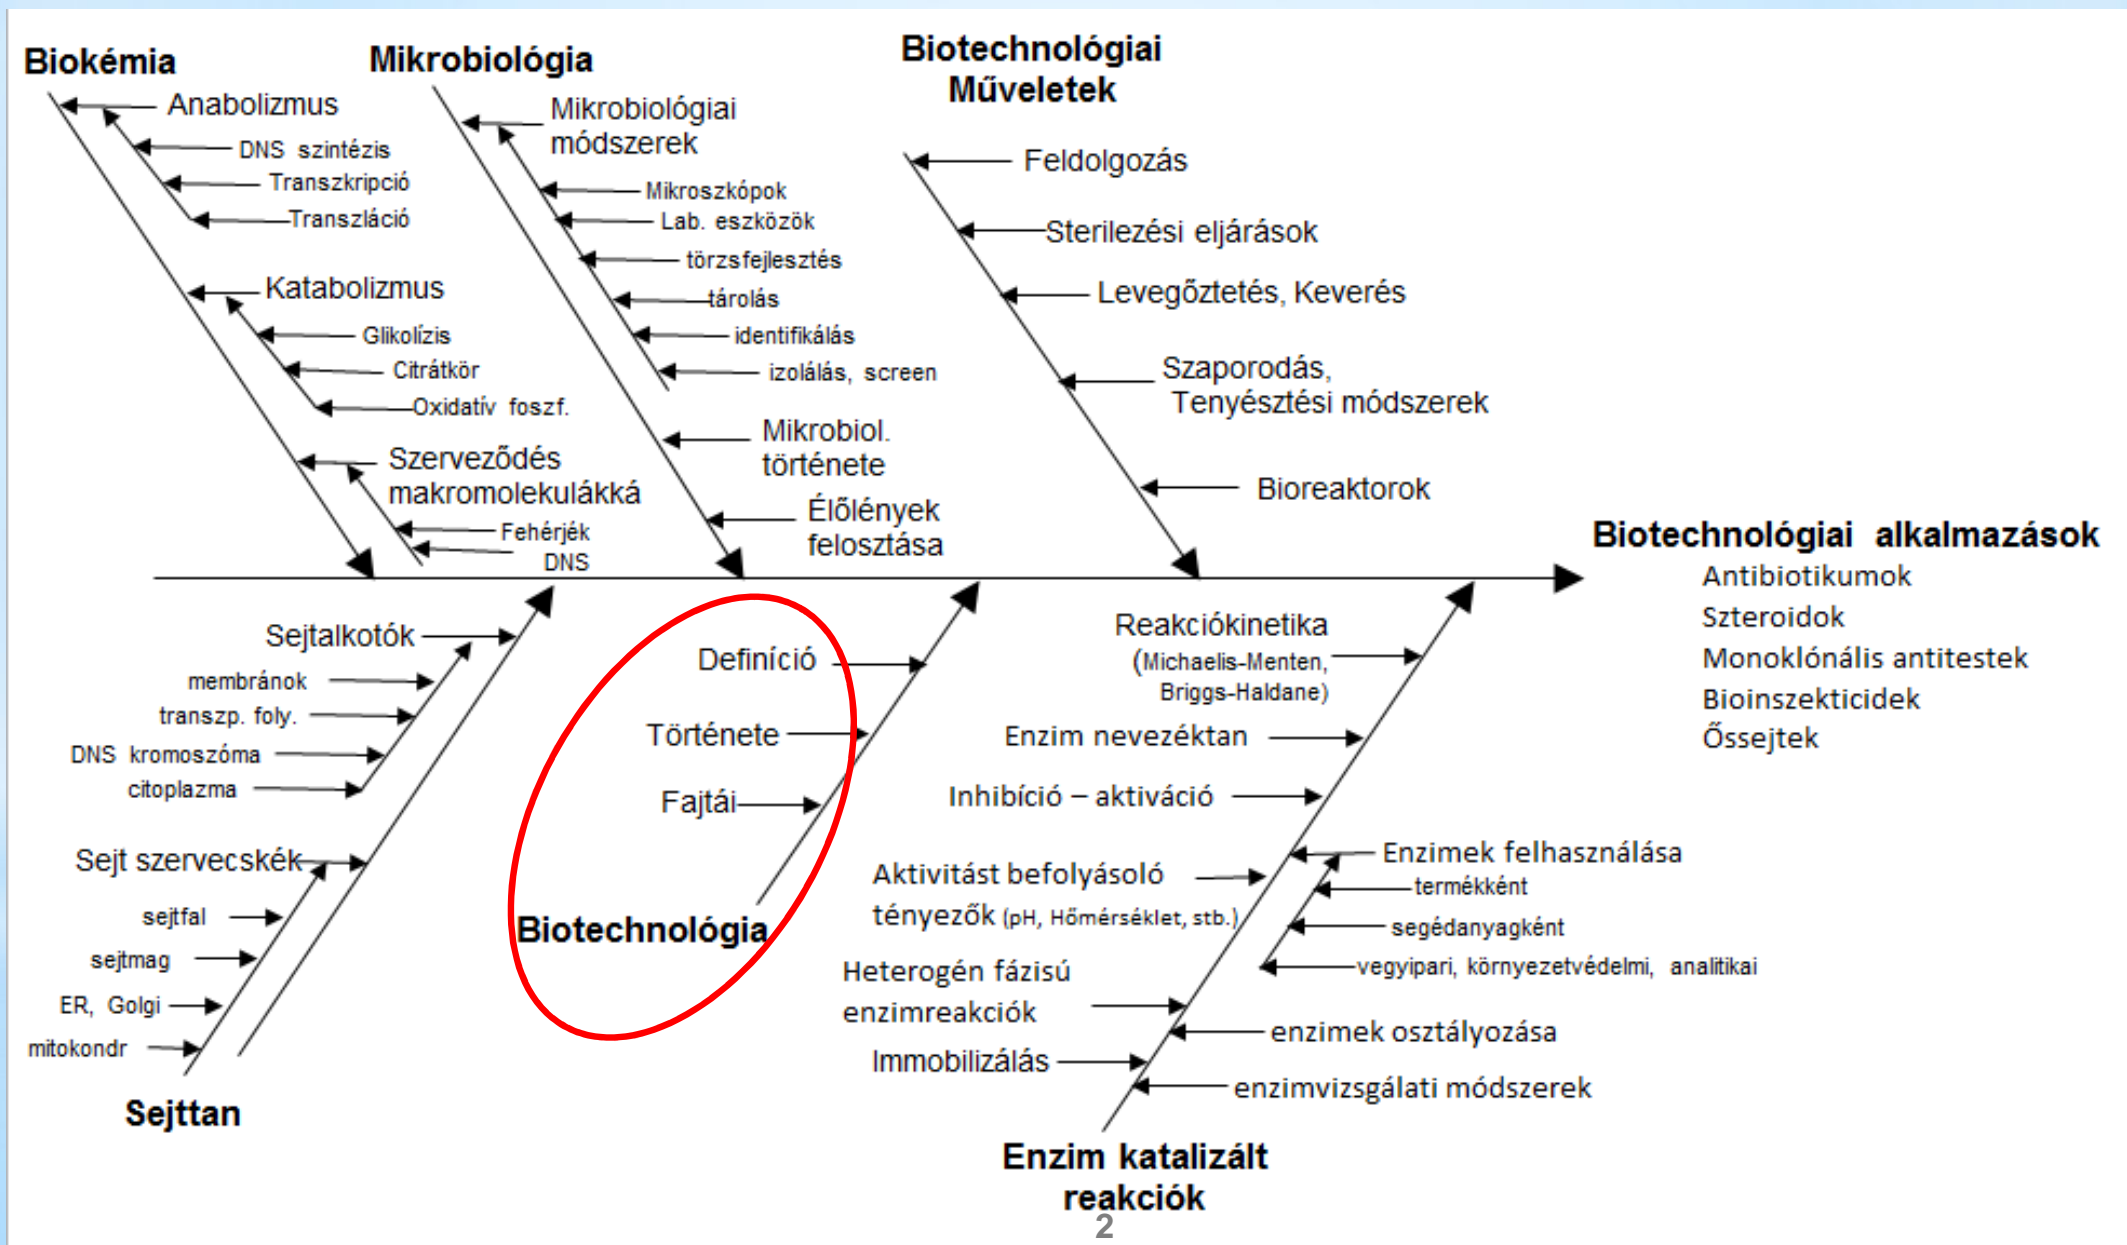 Biokémia
Anabolizmus
DNS szintézis
Transzkripció
Transzláció
Katabolizmus
Glikolízis
Citrátkör
Oxidatív foszf.
Szerveződés
makromolekulákká
Fehérjék
DNS
Mikrobiológia
Mikrobiológiai
módszerek
Mikroszkópok
Lab. eszközök
törzsfejlesztés
tárolás
identifikálás
izolálás, screen
Mikrobiol.
története
Élőlények
felosztása
Biotechnológiai
Műveletek
Feldolgozás
Sterilezési eljárások
Levegőztetés, Keverés
Szaporodás,
Tenyésztési módszerek
Bioreaktorok
Biotechnológiai alkalmazások
Antibiotikumok
Szteroidok
Monoklónális antitestek
Bioinszekticidek
Őssejtek
Sejtalkotók
membránok
transzp. foly.
DNS kromoszóma
citoplazma
Sejt szervecskék
sejtfal
sejtmag
ER, Golgi
mitokondr
Sejttan
Definíció
Története
Fajtái
Biotechnológia
Reakciókinetika
(Michaelis-Menten,
Briggs-Haldane)
Enzim nevezéktan
Inhibíció – aktiváció
Enzimek felhasználása
termékként
segédanyagként
vegyipari, környezetvédelmi, analitikai
Aktivitást befolyásoló
tényezők (pH, Hőmérséklet, stb.)
Heterogén fázisú
enzimreakciók
enzimek osztályozása
Immobilizálás
enzimvizsgálati módszerek
Enzim katalizált
reakciók
2